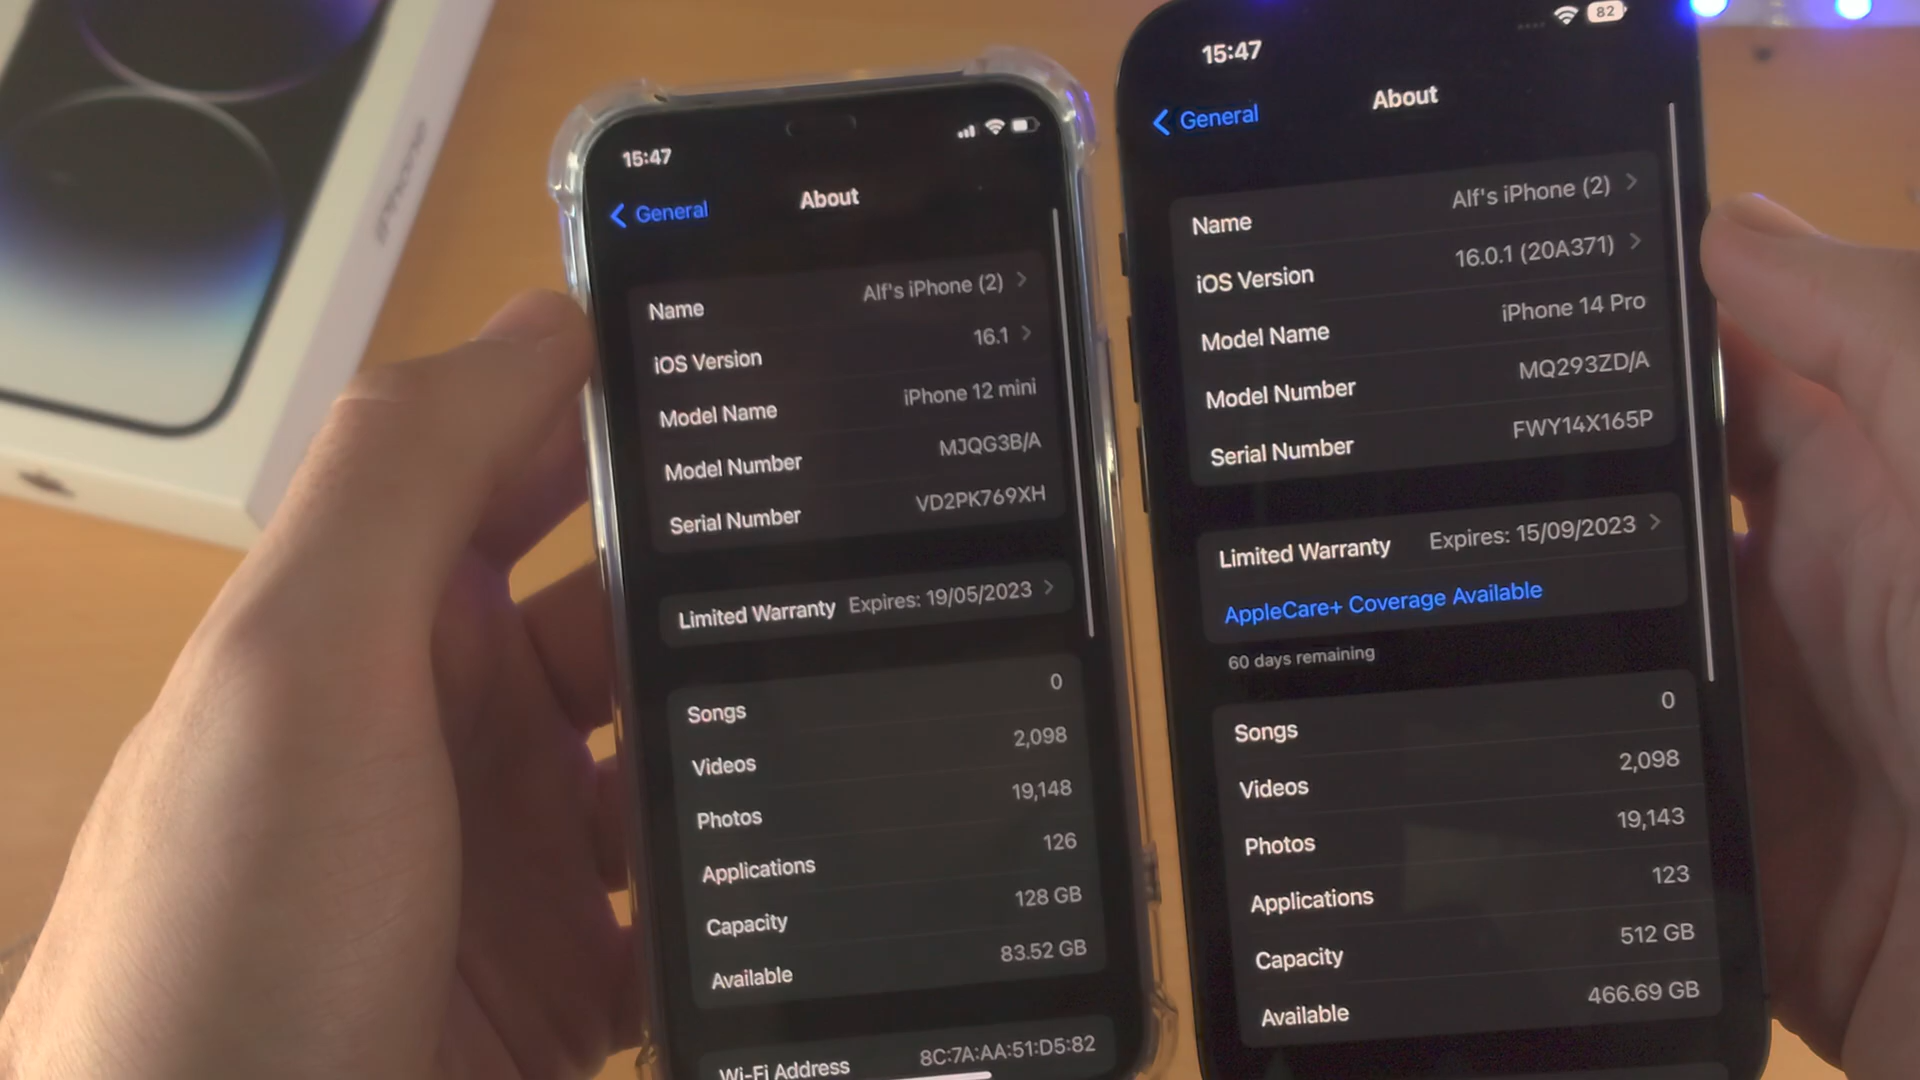 iPhone
15:47
General
About
Name
Alf's iPhone (2)
iOS Version
16.1
Model Name
iPhone 12 mini
Model Number
MJQG3B/A
Serial Number
VD2PK769XH
Limited Warranty
Expires: 19/05/2023
Songs
0
Videos
2,098
Photos
19,148
Applications
126
Capacity
128 GB
Available
83.52 GB
Wi-Fi Address
8C:7A:AA:51:D5:82
15:47
82
General
About
Name
Alf's iPhone (2)
iOS Version
16.0.1 (20A371)
Model Name
iPhone 14 Pro
Model Number
MQ293ZD/A
Serial Number
FWY14X165P
Limited Warranty
Expires: 15/09/2023
AppleCare+ Coverage Available
60 days remaining
Songs
0
Videos
2,098
Photos
19,143
Applications
123
Capacity
512 GB
Available
466.69 GB